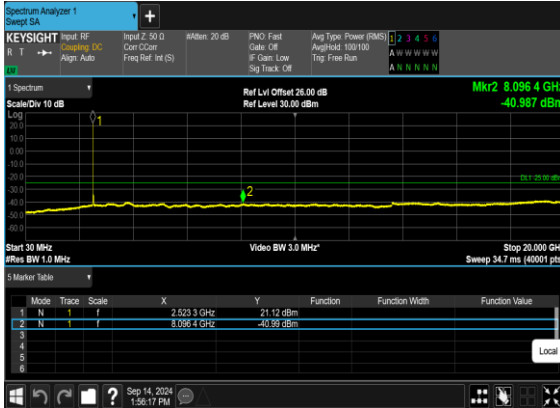 Spectrum Analyzer 1
Swept SA
+
KEYSIGHT Input: RF Input Z: 50 Ω #Atten: 20 dB PNO: Fast Avg Type: Power (RMS) 1 2 3 4 5 6
R T Coupling: DC Corr CCorr Gate: Off Avg|Hold: 100/100 A W W W W W
Align: Auto Freq Ref: Int (S) IF Gain: Low Trig: Free Run
Sig Track: Off A N N N N N
1 Spectrum
Scale/Div 10 dB Ref Lvl Offset 26.00 dB Mkr2 8.096 4 GHz
Ref Level 30.00 dBm -40.987 dBm
Log
20.0
10.0
0.00
-10.0
-20.0
-30.0
-40.0
-50.0
-60.0
1
2
DL1 -25.00 dBm
Start 30 MHz Video BW 3.0 MHz* Stop 20.000 GH
#Res BW 1.0 MHz Sweep 34.7 ms (40001 pts
5 Marker Table
Mode Trace Scale X Y Function Function Width Function Value
1 N 1 f 2.523 3 GHz 21.12 dBm
2 N 1 f 8.096 4 GHz -40.99 dBm
3
4
5
6
Local
?
Sep 14, 2024
1:56:17 PM